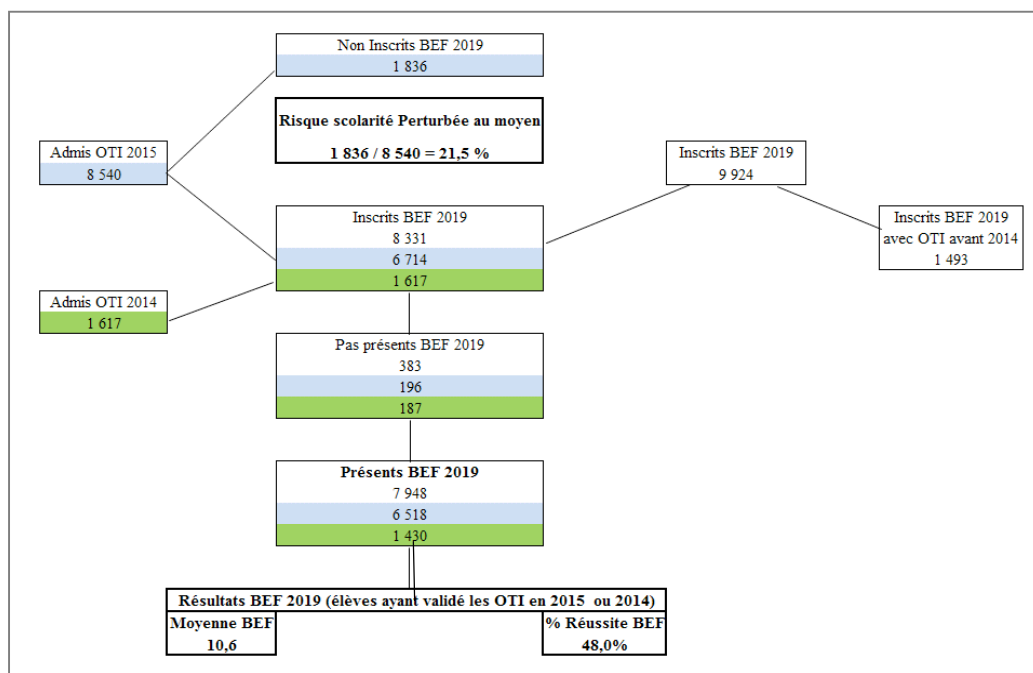 Non Inscrits BEF 2019
1 836
Risque scolarité Perturbée au moyen
1 836 / 8 540 = 21,5 %
Admis OTI 2015
8 540
Inscrits BEF 2019
9 924
Inscrits BEF 2019
8 331
6 714
1 617
Inscrits BEF 2019
avec OTI avant 2014
1 493
Admis OTI 2014
1 617
Pas présents BEF 2019
383
196
187
Présents BEF 2019
7 948
6 518
1 430
Résultats BEF 2019 (élèves ayant validé les OTI en 2015 ou 2014)
Moyenne BEF
10,6
% Réussite BEF
48,0%